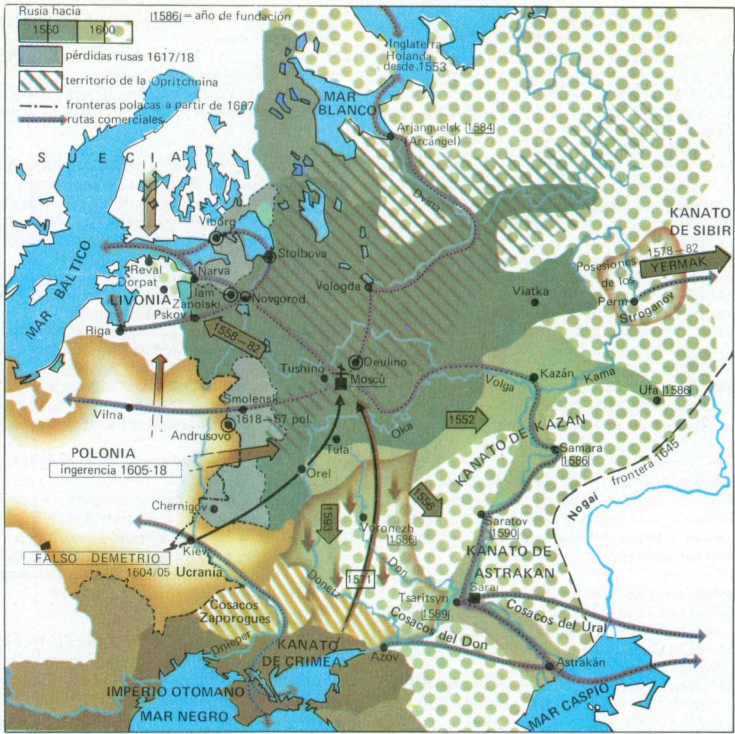 Rusia hacia
1550 1600
1586 = año de fundación
pérdidas rusas 1617/18
territorio de la Opritchnina
fronteras polacas a partir de 1667
rutas comerciales
Inglaterra
Holanda
desde 1553
MAR
BLANCO
Arjanguelsk 1584
(Arcángel)
SUECIA
Dvina
KANATO
DE SIBIR
1578-82
YERMAK
Posesiones
de los
Stroganov
Perm
Viborg
Stolbova
MAR BÁLTICO
Reval
Dorpat
Narva
LIVONIA
Jam
Zapolski
Novgorod
Pskov
Riga
Vologda
Viatka
1558-82
Tushino
Deulino
Moscú
Kazán
Volga
Kama
Ufa 1586
Vilna
Smolensk
1618-67 pol.
Andrusovo
Oka
1552
KANATO DE KAZAN
POLONIA
ingerencia 1605-18
Tula
Orel
Samara
1586
frontera 1645
Nogai
Chernigov
1593
1556
Voronezh
1586
Saratov
1590
Kiev
FALSO DEMETRIO
1604/05
Ucrania
Donetz
Don
1571
KANATO DE
ASTRAKAN
Sarai
Tsaritsyn
1589
Cosacos
Zaporogues
Cosacos del Don
Cosacos del Ural
Dnieper
KANATO
DE CRIMEA
Azov
Astrakán
IMPERIO OTOMANO
MAR NEGRO
MAR CASPIO